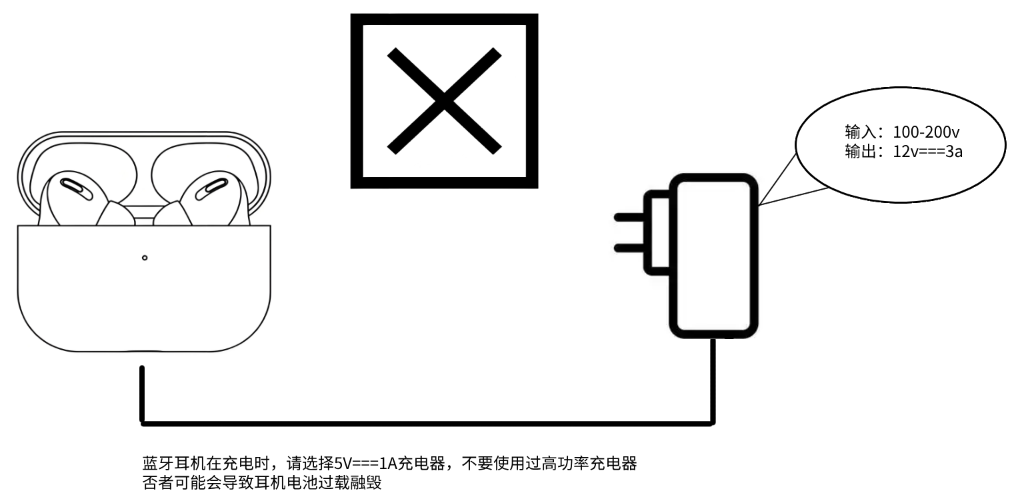 输入：100-200v
输出：12v===3a
蓝牙耳机在充电时，请选择5V===1A充电器，不要使用过高功率充电器
否者可能会导致耳机电池过载融毁